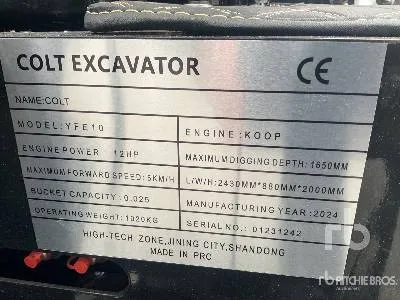 COLT EXCAVATOR CE
NAME:COLT
MODEL:YFE10
ENGINE:KOOP
ENGINE POWER 12HP
MAXIMUM DIGGING DEPTH: 1650MM
MAXIMUM FORWARD SPEED: 5KM/H
L/W/H: 2430MM*880MM*2000MM
BUCKET CAPACITY: 0.025
MANUFACTURING YEAR: 2024
OPERATING WEIGHT: 1020KG
SERIAL NO.: 01231242
HIGH-TECH ZONE,JINING CITY,SHANDONG
MADE IN PRC
rb
RITCHIE BROS.